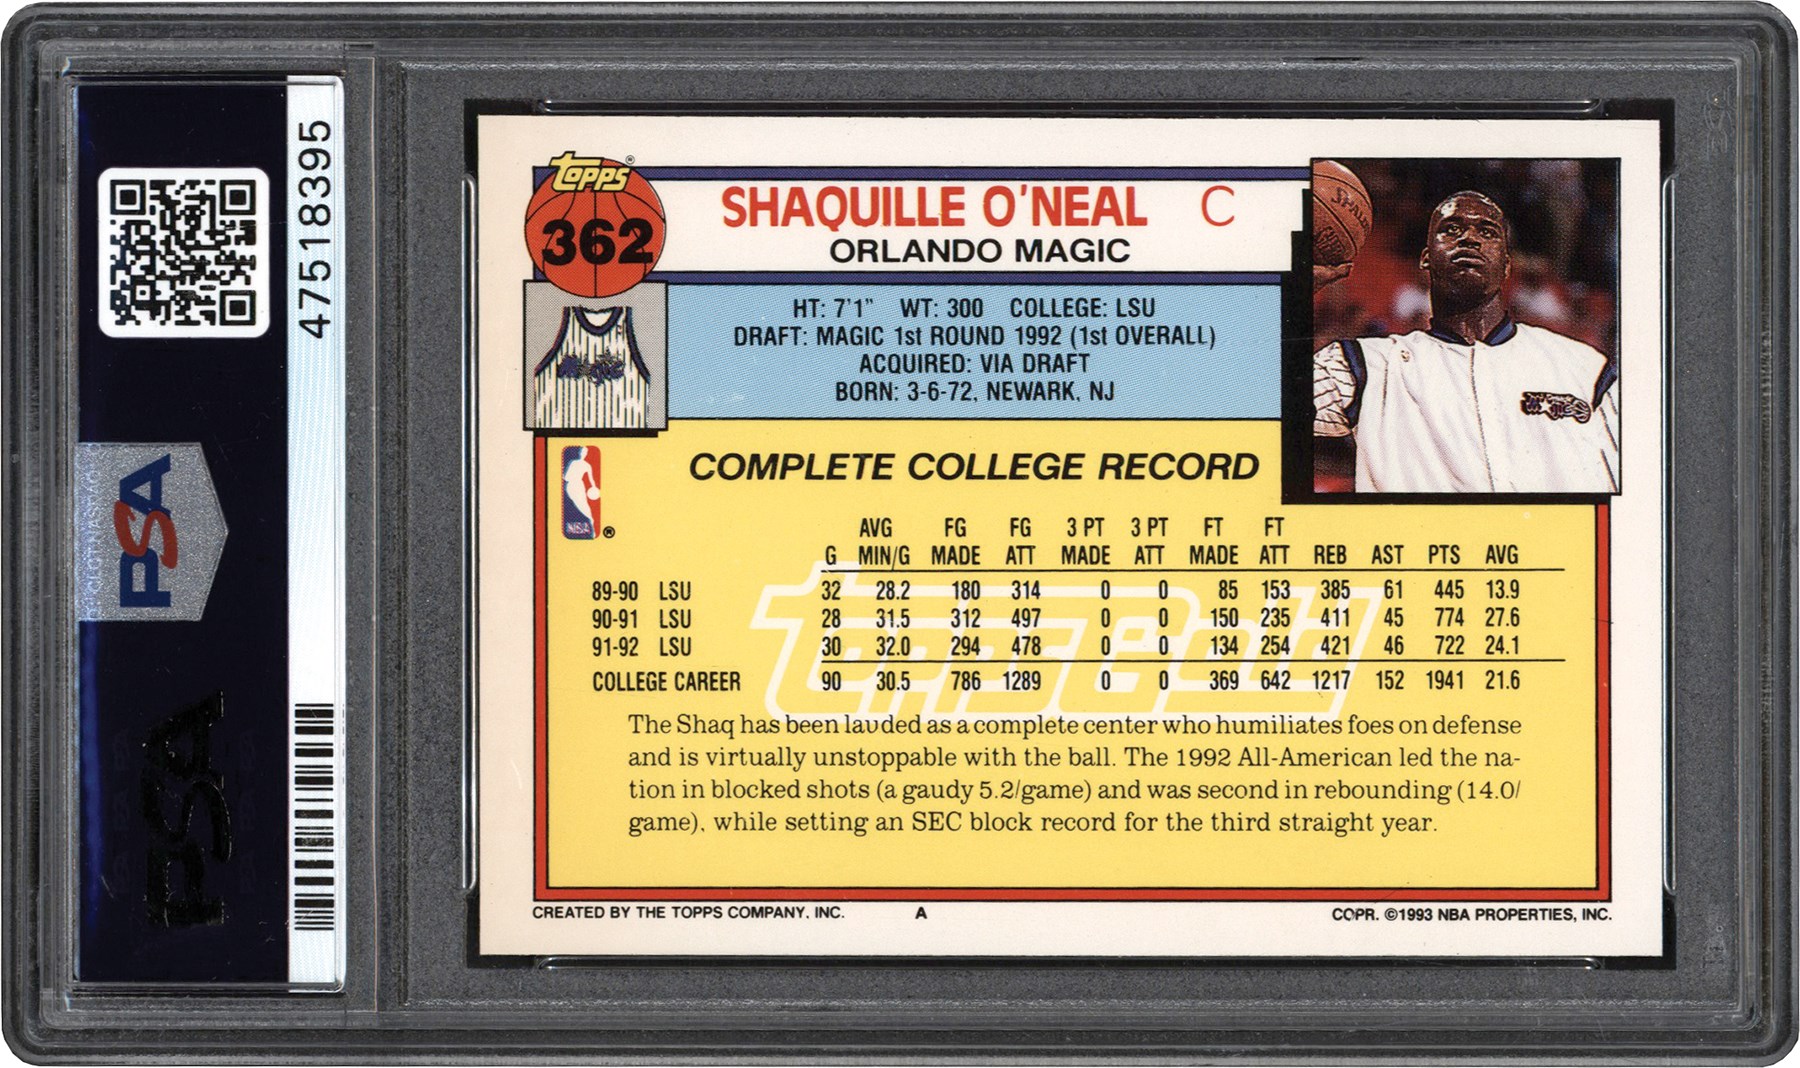 47518395
PSA
PSA
topps®
362
SHAQUILLE O'NEAL C
ORLANDO MAGIC
SPALDING
Magic
HT: 7'1" WT: 300 COLLEGE: LSU
DRAFT: MAGIC 1st ROUND 1992 (1st OVERALL)
ACQUIRED: VIA DRAFT
BORN: 3-6-72, NEWARK, NJ
Magic
NBA ®
COMPLETE COLLEGE RECORD
AVG FG FG 3 PT 3 PT FT FT
G MIN/G MADE ATT MADE ATT MADE ATT REB AST PTS AVG
89-90 LSU 32 28.2 180 314 0 0 85 153 385 61 445 13.9
90-91 LSU 28 31.5 312 497 0 0 150 235 411 45 774 27.6
91-92 LSU 30 32.0 294 478 0 0 134 254 421 46 722 24.1
COLLEGE CAREER 90 30.5 786 1289 0 0 369 642 1217 152 1941 21.6
topps Gold
The Shaq has been lauded as a complete center who humiliates foes on defense
and is virtually unstoppable with the ball. The 1992 All-American led the na-
tion in blocked shots (a gaudy 5.2/game) and was second in rebounding (14.0/
game), while setting an SEC block record for the third straight year.
CREATED BY THE TOPPS COMPANY, INC. A COPR. ©1993 NBA PROPERTIES, INC.